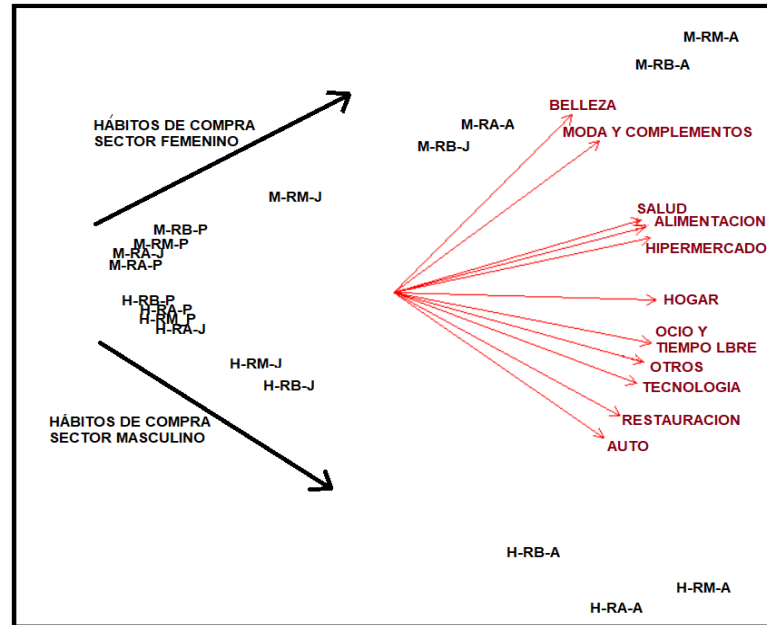 M-RM-A
M-RB-A
BELLEZA
M-RA-A
HÁBITOS DE COMPRA
SECTOR FEMENINO
MODA Y COMPLEMENTOS
M-RB-J
M-RM-J
SALUD
ALIMENTACION
M-RB-P
M-RM-P
HIPERMERCADO
M-RA-J
M-RA-P
H-RB-P
HOGAR
H-RA-P
H-RM_P
H-RA-J
OCIO Y
TIEMPO LBRE
OTROS
H-RM-J
TECNOLOGIA
H-RB-J
HÁBITOS DE COMPRA
SECTOR MASCULINO
RESTAURACION
AUTO
H-RB-A
H-RM-A
H-RA-A